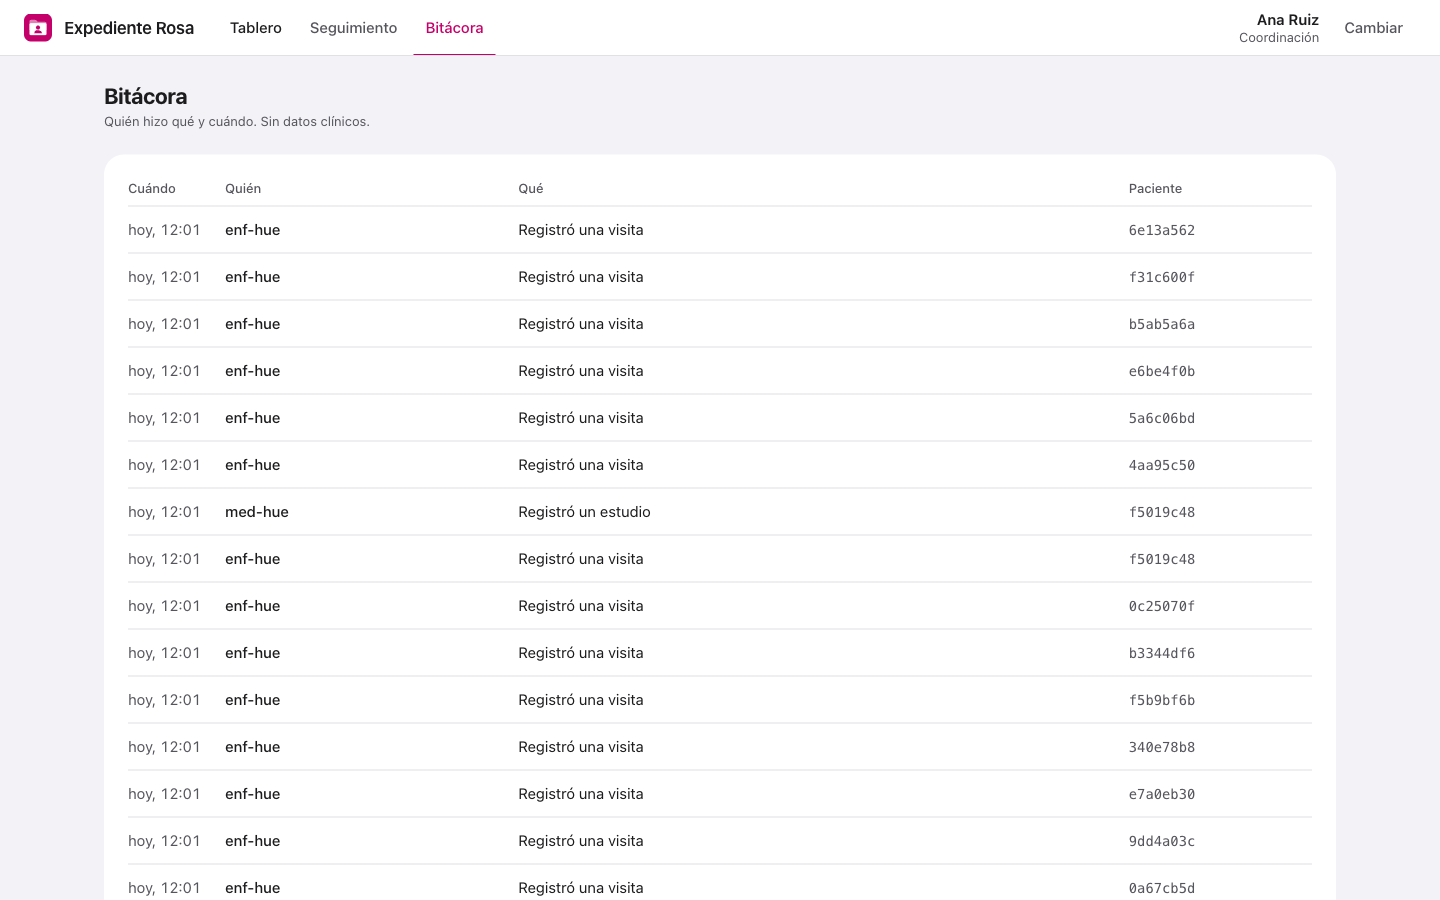 Expediente Rosa Tablero Seguimiento Bitácora Ana Ruiz Cambiar
Coordinación
Bitácora
Quién hizo qué y cuándo. Sin datos clínicos.
Cuándo Quién Qué Paciente
hoy, 12:01 enf-hue Registró una visita 6e13a562
hoy, 12:01 enf-hue Registró una visita f31c600f
hoy, 12:01 enf-hue Registró una visita b5ab5a6a
hoy, 12:01 enf-hue Registró una visita e6be4f0b
hoy, 12:01 enf-hue Registró una visita 5a6c06bd
hoy, 12:01 enf-hue Registró una visita 4aa95c50
hoy, 12:01 med-hue Registró un estudio f5019c48
hoy, 12:01 enf-hue Registró una visita f5019c48
hoy, 12:01 enf-hue Registró una visita 0c25070f
hoy, 12:01 enf-hue Registró una visita b3344df6
hoy, 12:01 enf-hue Registró una visita f5b9bf6b
hoy, 12:01 enf-hue Registró una visita 340e78b8
hoy, 12:01 enf-hue Registró una visita e7a0eb30
hoy, 12:01 enf-hue Registró una visita 9dd4a03c
hoy, 12:01 enf-hue Registró una visita 0a67cb5d